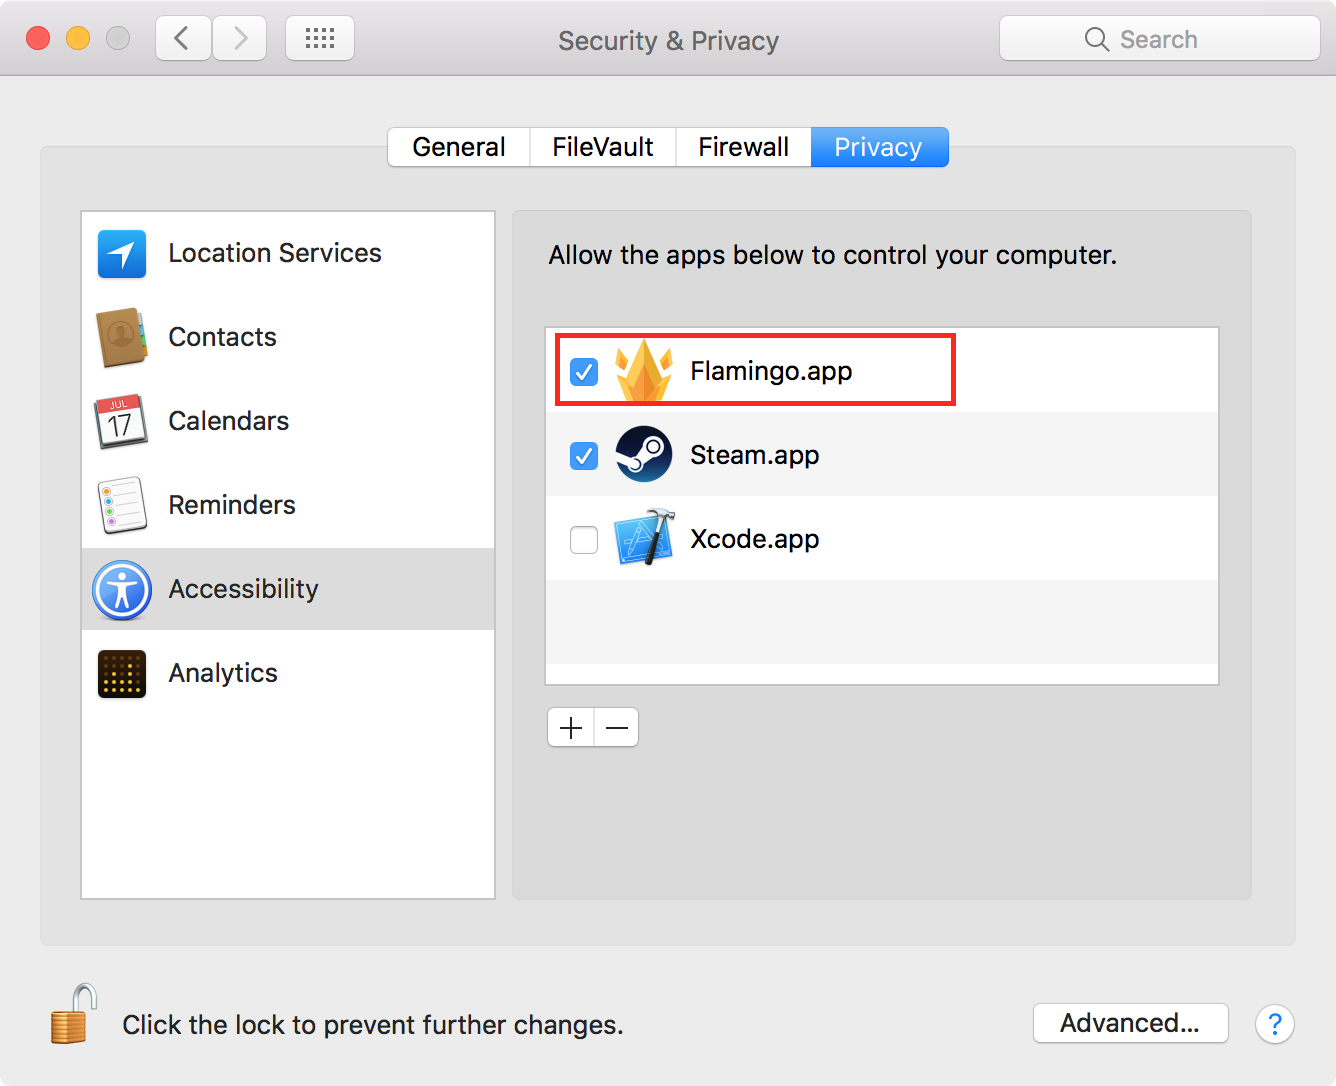 Security & Privacy
Search
General
FileVault
Firewall
Privacy
Location Services
Contacts
JUL
17
Calendars
Reminders
Accessibility
Analytics
Allow the apps below to control your computer.
Flamingo.app
Steam.app
Xcode.app
Click the lock to prevent further changes.
Advanced...
?